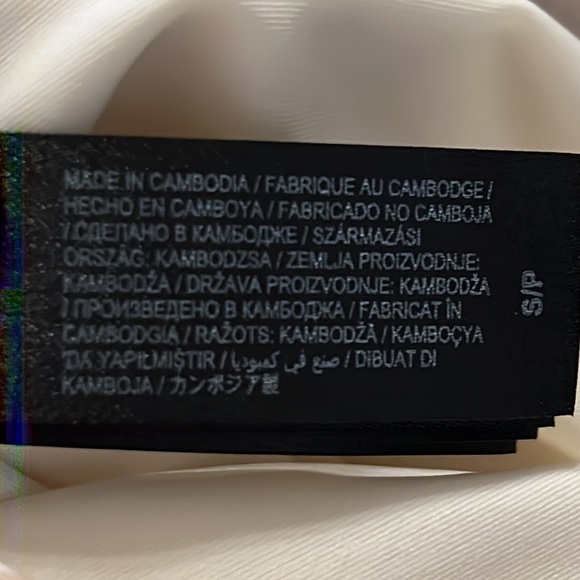 MADE IN CAMBODIA / FABRIQUE AU CAMBODGE /
HECHO EN CAMBOYA / FABRICADO NO CAMBOJA
/ СДЕЛАНО В КАМБОДЖЕ / SZÁRMAZÁSI
ORSZÁG: KAMBODZSA / ZEMLJA PROIZVODNJE:
KAMBODŽA / DRŽAVA PROIZVODNJE: KAMBODŽA
/ ПРОИЗВЕДЕНО В КАМБОДЖА / FABRICAT ÎN
CAMBODGIA / RAŽOTS: KAMBODŽĀ / KAMBOÇYA
DA YAPILMIŞTIR / صنع في كمبوديا / DIBUAT DI
KAMBOJA / カンボジア製
S/P